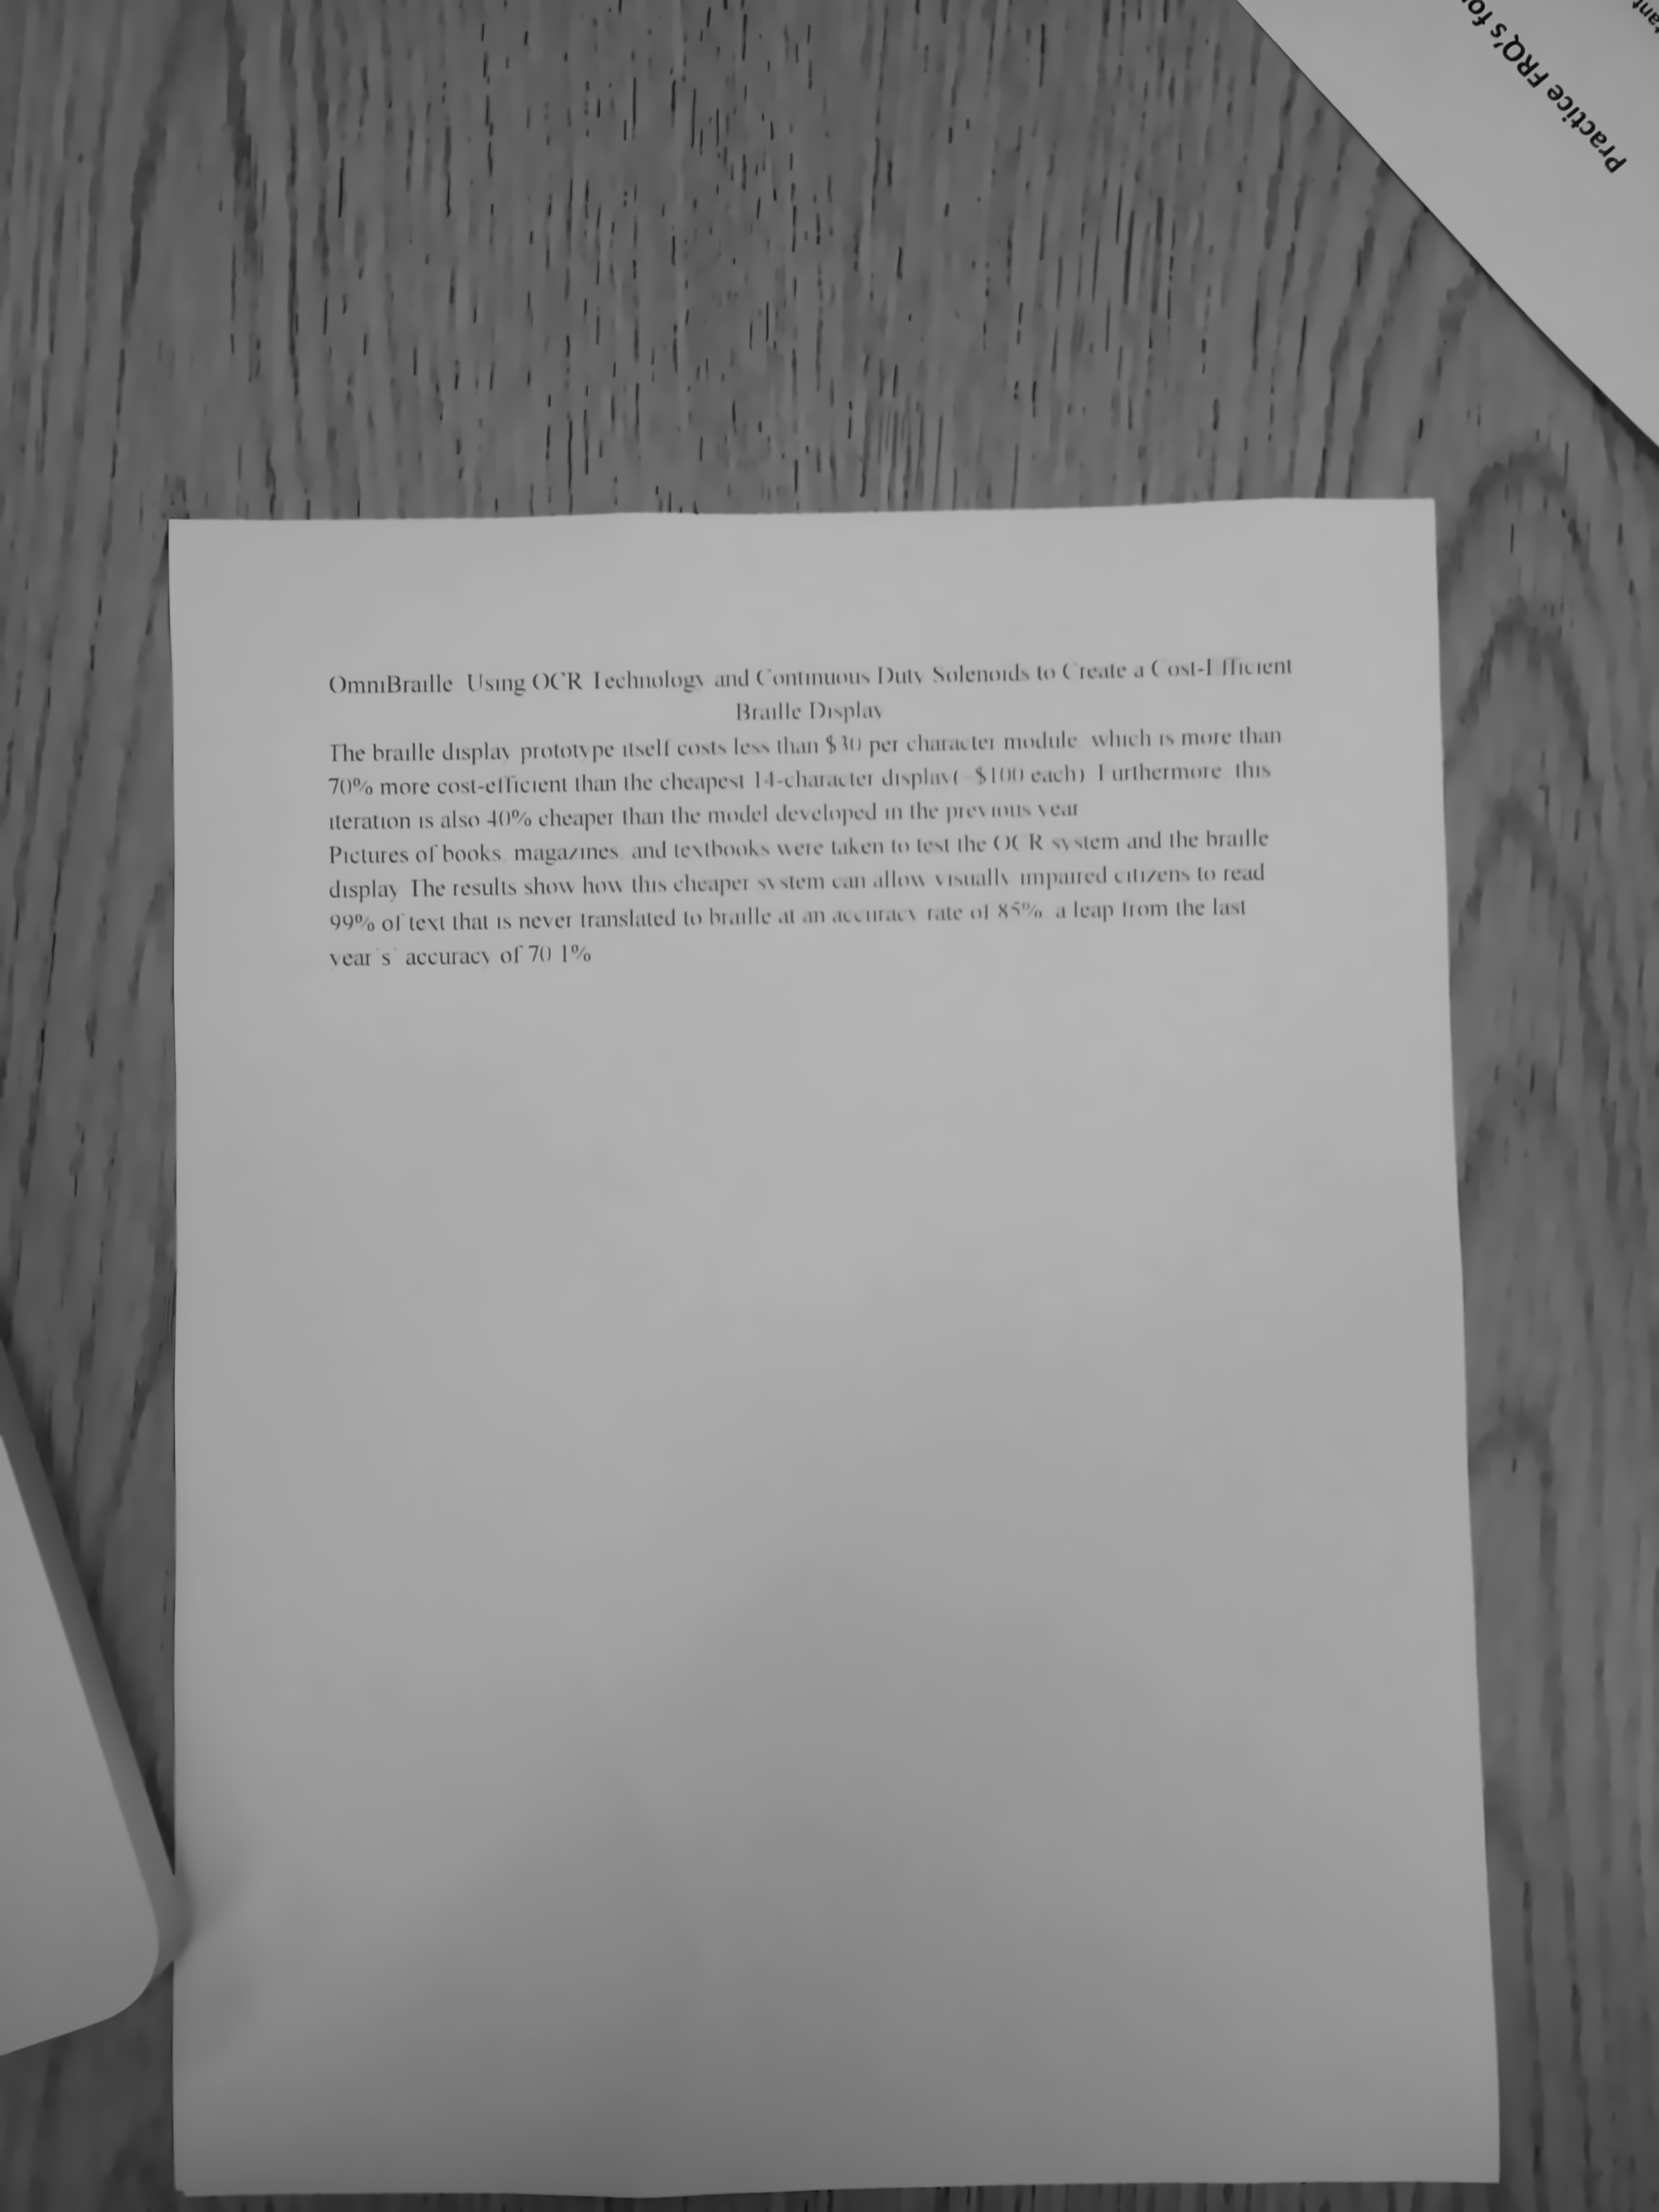 Practice FRQ's fo
OmniBraille Using OCR Technology and Continuous Duty Solenoids to Create a Cost-Efficient
Braille Display
The braille display prototype itself costs less than $30 per character module, which is more than
70% more cost-efficient than the cheapest 14-character display( $100 each) Furthermore, this
iteration is also 40% cheaper than the model developed in the previous year
Pictures of books, magazines, and textbooks were taken to test the OCR system and the braille
display. The results show how this cheaper system can allow visually impaired citizens to read
99% of text that is never translated to braille at an accuracy rate of 85%, a leap from the last
year's' accuracy of 70.1%